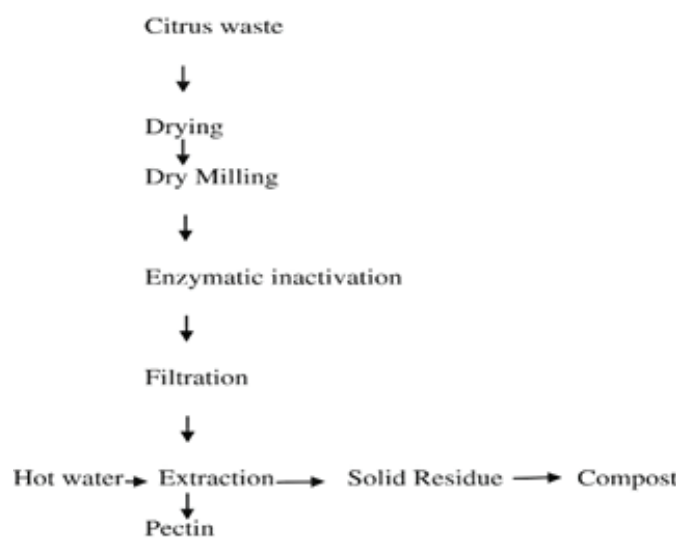 Citrus waste
Drying
Dry Milling
Enzymatic inactivation
Filtration
Hot water Extraction Solid Residue Compost
Pectin